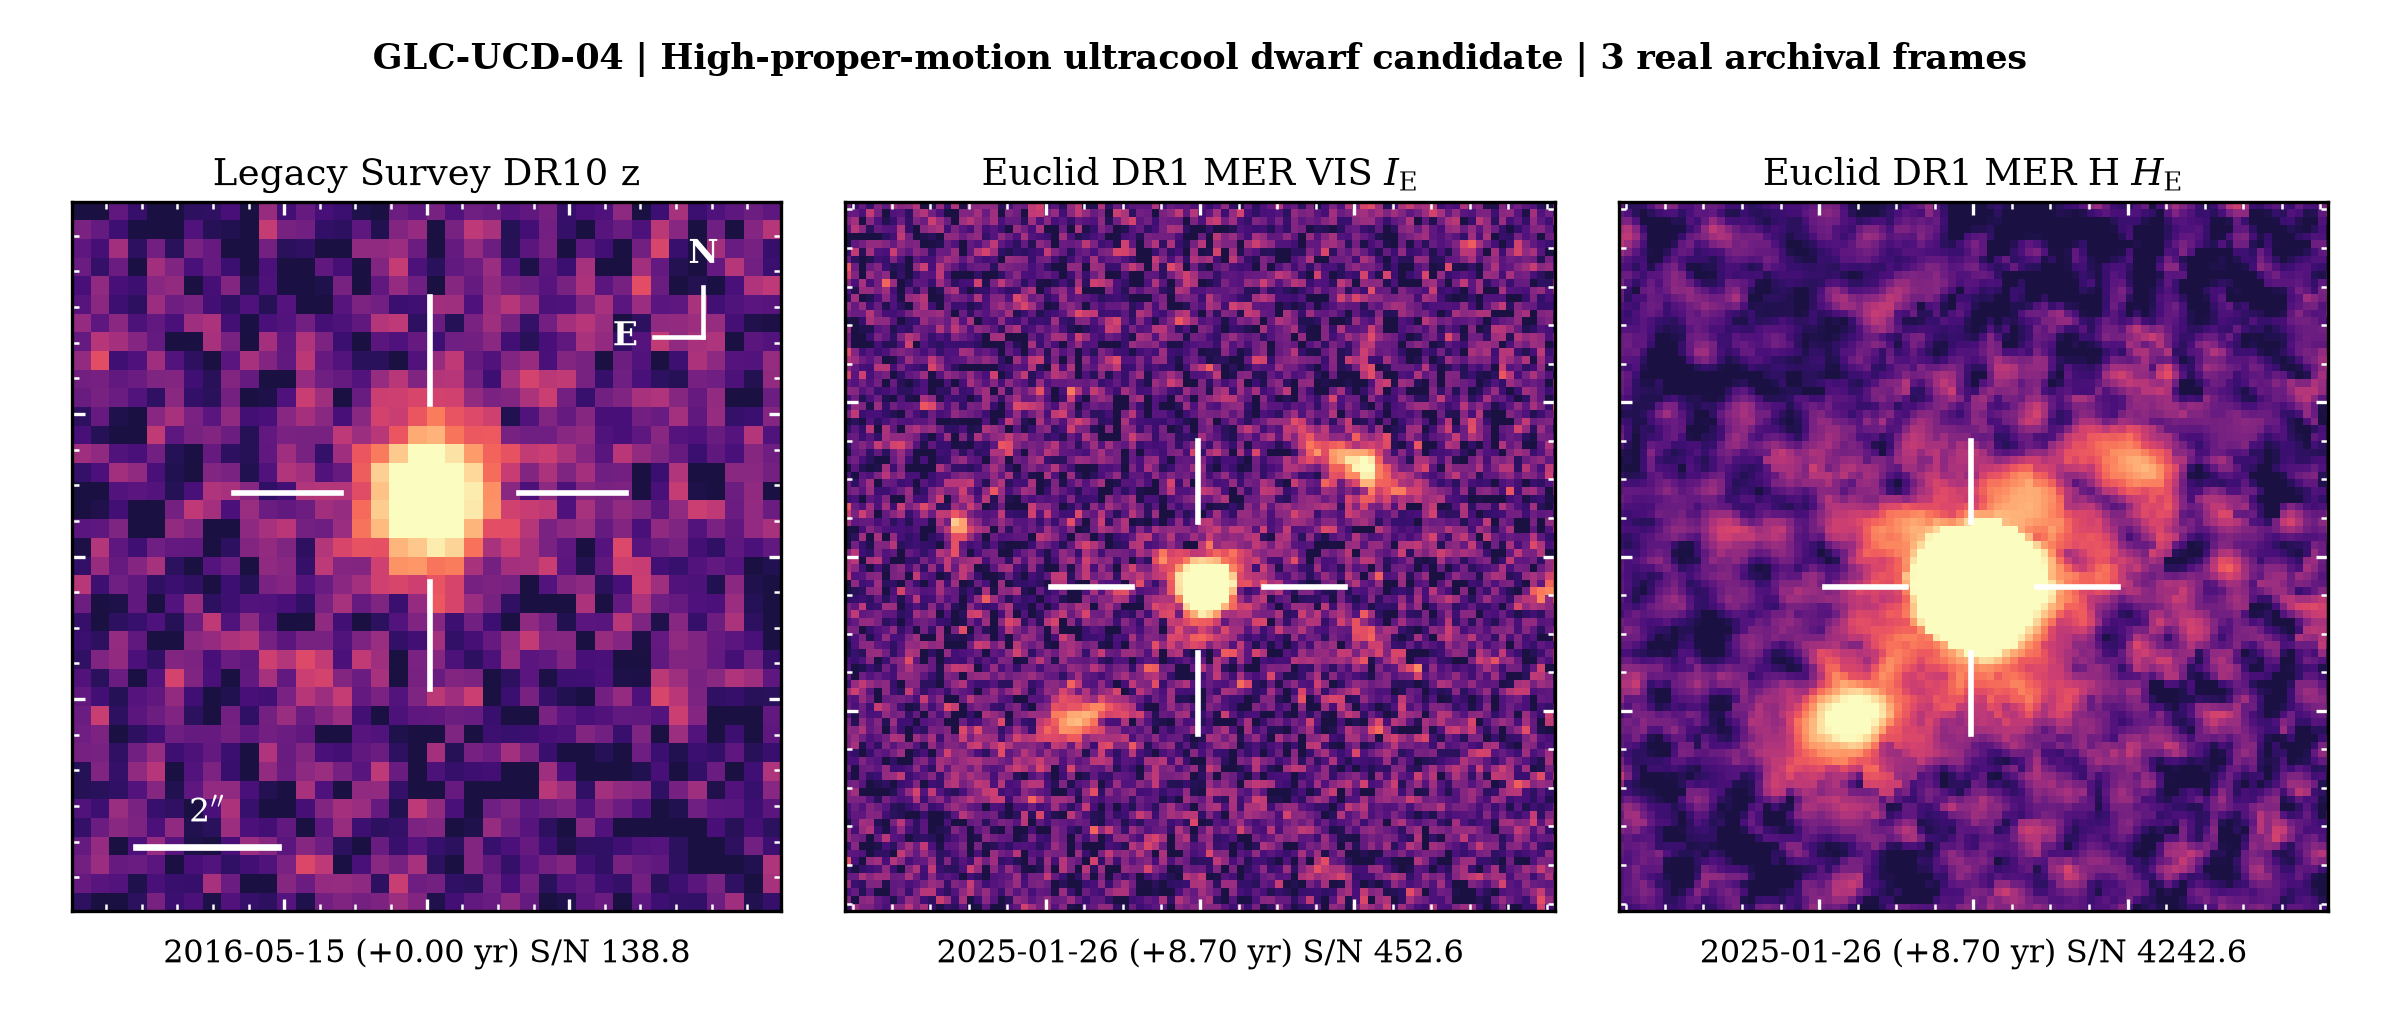 GLC-UCD-04 | High-proper-motion ultracool dwarf candidate | 3 real archival frames
Legacy Survey DR10 z
Euclid DR1 MER VIS I_E
Euclid DR1 MER H H_E
N
E
2″
2016-05-15 (+0.00 yr) S/N 138.8
2025-01-26 (+8.70 yr) S/N 452.6
2025-01-26 (+8.70 yr) S/N 4242.6